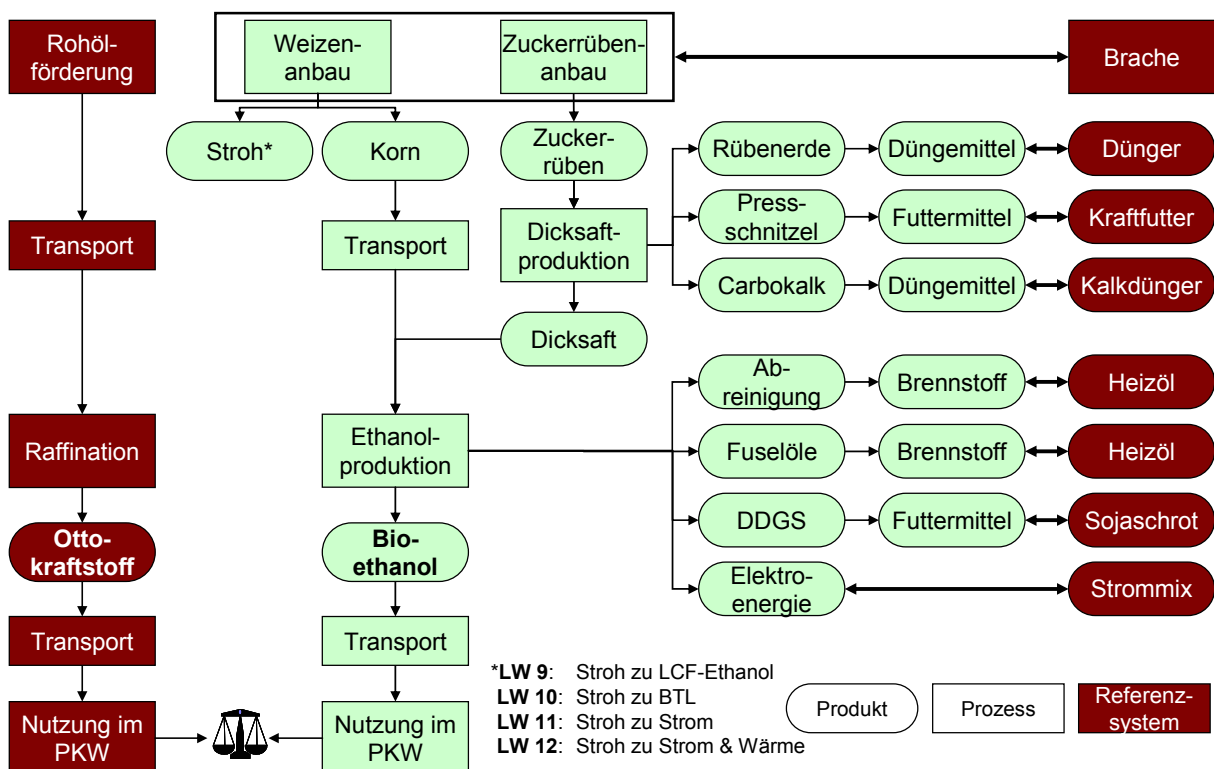 Rohöl-
förderung
Weizen-
anbau
Zuckerrüben-
anbau
Brache
Stroh*
Korn
Zucker-
rüben
Rübenerde
Düngemittel
Dünger
Transport
Transport
Dicksaft-
produktion
Press-
schnitzel
Futtermittel
Kraftfutter
Carbokalk
Düngemittel
Kalkdünger
Dicksaft
Raffination
Ethanol-
produktion
Ab-
reinigung
Brennstoff
Heizöl
Fuselöle
Brennstoff
Heizöl
Otto-
kraftstoff
Bio-
ethanol
DDGS
Futtermittel
Sojaschrot
Elektro-
energie
Strommix
Transport
Transport
Nutzung im
PKW
Nutzung im
PKW
*LW 9: Stroh zu LCF-Ethanol
LW 10: Stroh zu BTL
LW 11: Stroh zu Strom
LW 12: Stroh zu Strom & Wärme
Produkt
Prozess
Referenz-
system